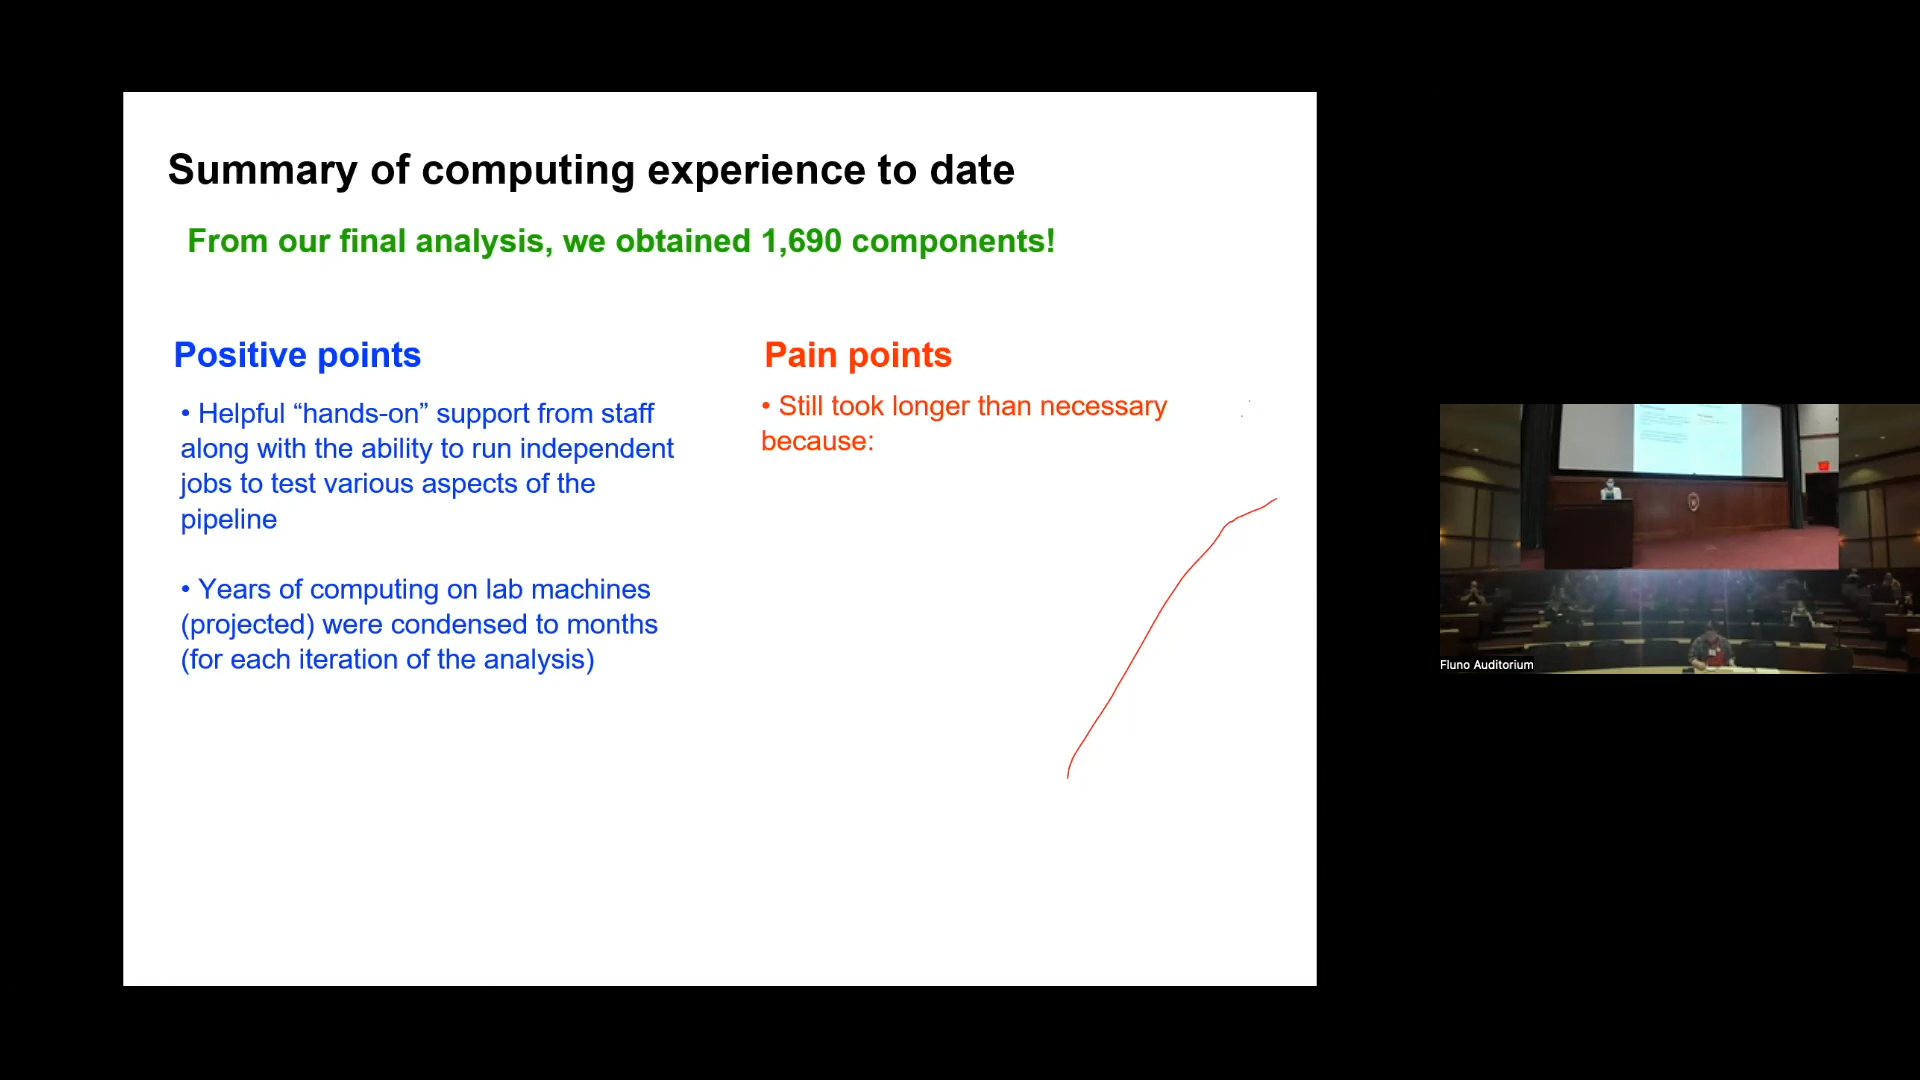 Summary of computing experience to date
From our final analysis, we obtained 1,690 components!
Positive points
• Helpful “hands-on” support from staff
along with the ability to run independent
jobs to test various aspects of the
pipeline
• Years of computing on lab machines
(projected) were condensed to months
(for each iteration of the analysis)
Pain points
• Still took longer than necessary
because:
Fluno Auditorium